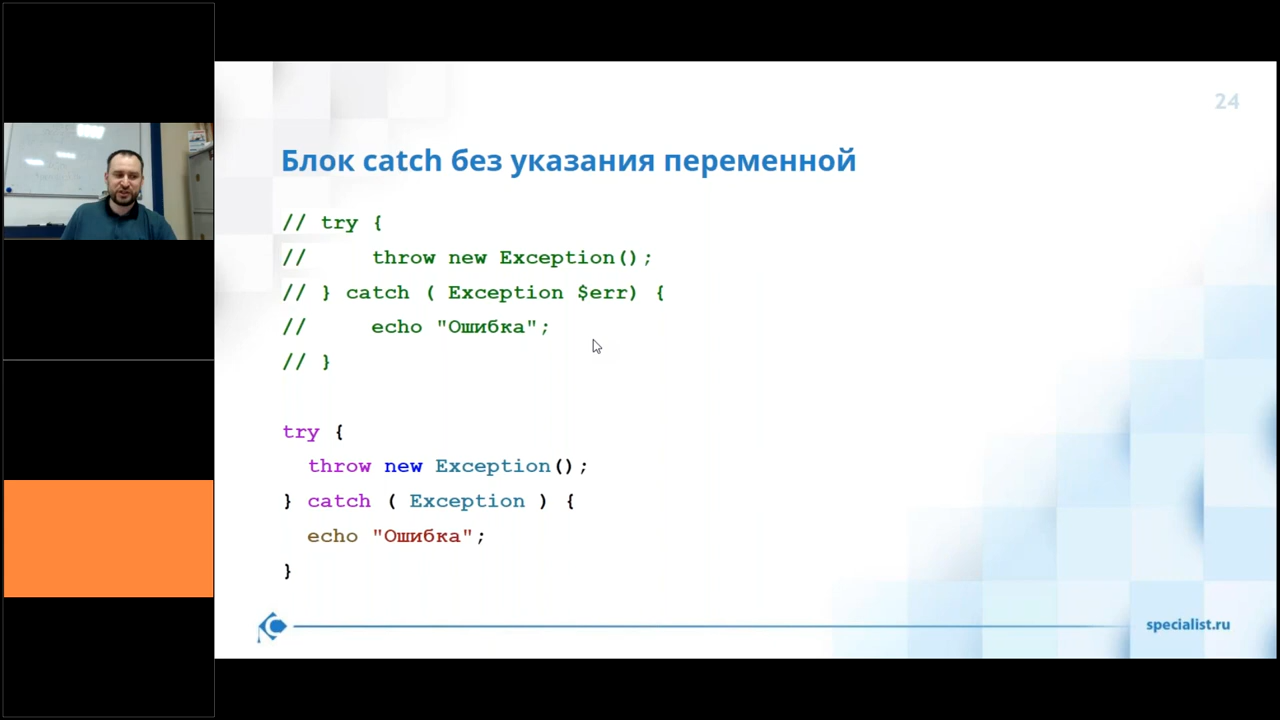 24
Блок catch без указания переменной
// try {
//     throw new Exception();
// } catch ( Exception $err) {
//     echo "Ошибка";
// }
try {
  throw new Exception();
} catch ( Exception ) {
  echo "Ошибка";
}
specialist.ru